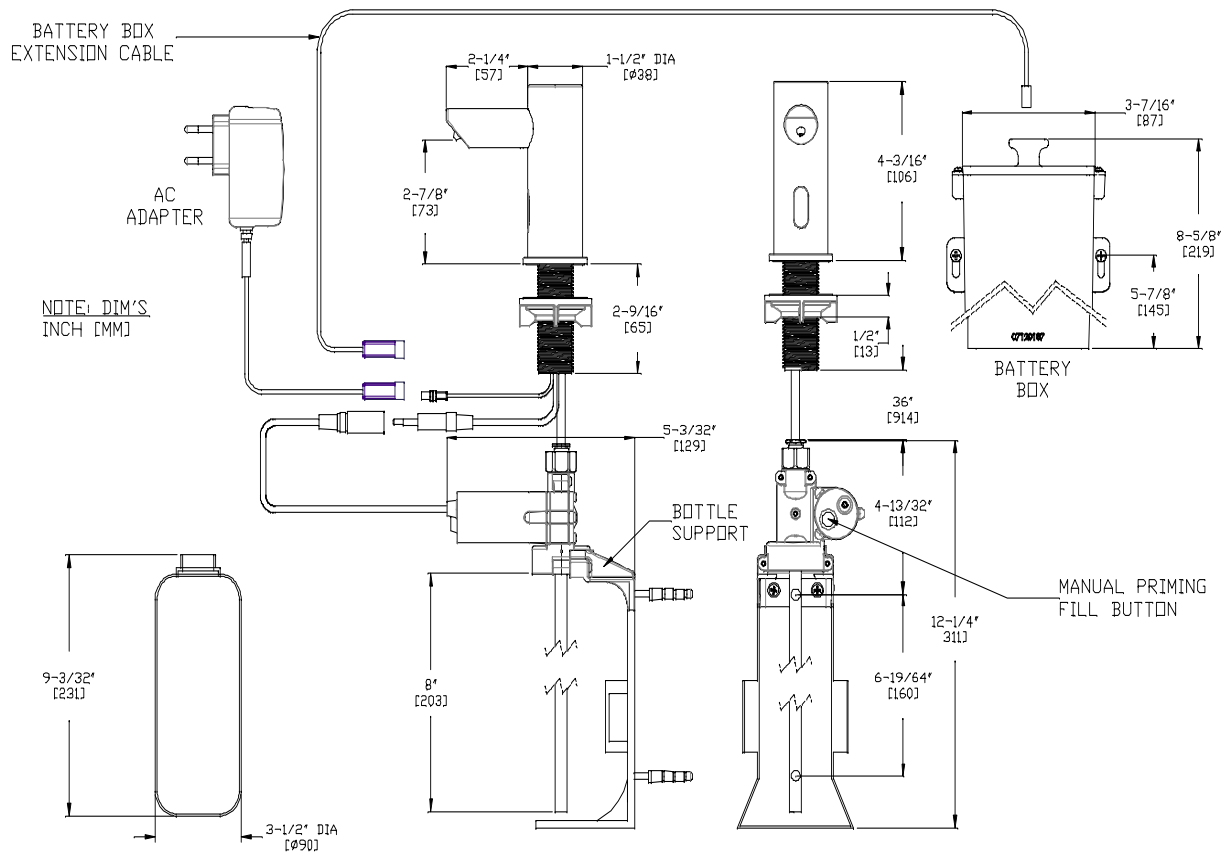 BATTERY BOX
EXTENSION CABLE
2-1/4"
[57]
1-1/2" DIA
[Ø38]
3-7/16"
[87]
4-3/16"
[106]
AC
ADAPTER
2-7/8"
[73]
8-5/8"
[219]
5-7/8"
[145]
NOTE: DIM'S
INCH [MM]
2-9/16"
[65]
1/2"
[13]
BATTERY
BOX
36"
[914]
5-3/32"
[129]
BOTTLE
SUPPORT
4-13/32"
[112]
MANUAL PRIMING
FILL BUTTON
12-1/4"
311]
9-3/32"
[231]
8"
[203]
6-19/64"
[160]
3-1/2" DIA
[Ø90]